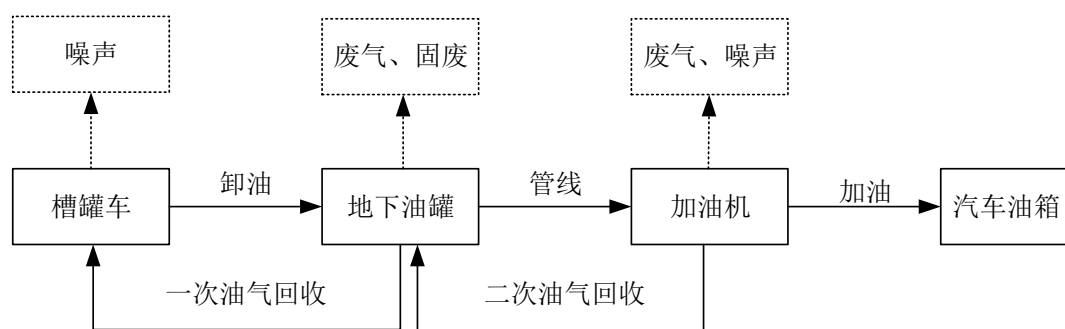 噪声
废气、固废
废气、噪声
槽罐车
卸油
地下油罐
管线
加油机
加油
汽车油箱
一次油气回收
二次油气回收